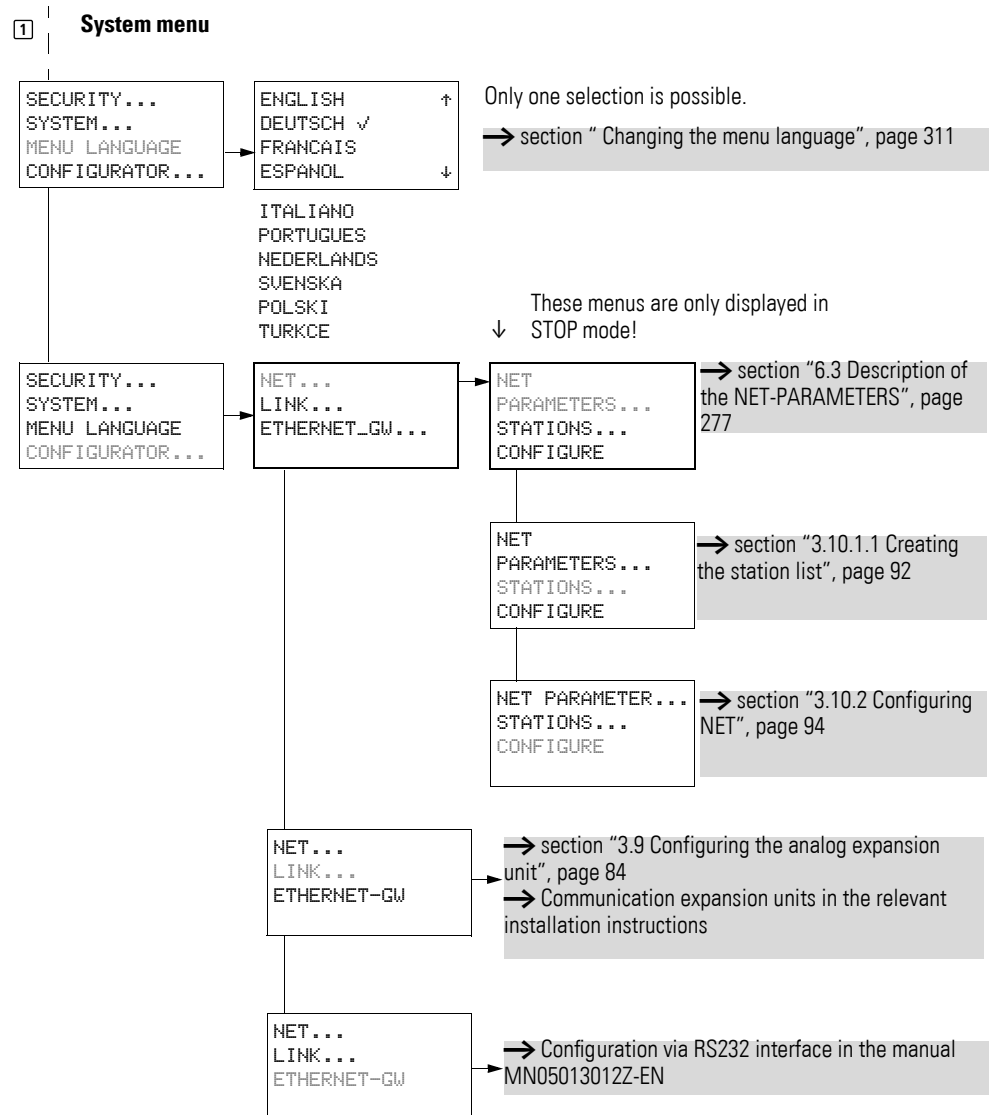 1 System menu
SECURITY...
SYSTEM...
MENU LANGUAGE
CONFIGURATOR...
ENGLISH ↑
DEUTSCH √
FRANCAIS
ESPANOL ↓
ITALIANO
PORTUGUES
NEDERLANDS
SVENSKA
POLSKI
TURKCE
Only one selection is possible.
→ section " Changing the menu language", page 311
These menus are only displayed in
↓ STOP mode!
SECURITY...
SYSTEM...
MENU LANGUAGE
CONFIGURATOR...
NET...
LINK...
ETHERNET_GW...
NET
PARAMETERS...
STATIONS...
CONFIGURE
→ section "6.3 Description of
the NET-PARAMETERS", page
277
NET
PARAMETERS...
STATIONS...
CONFIGURE
→ section "3.10.1.1 Creating
the station list", page 92
NET PARAMETER...
STATIONS...
CONFIGURE
→ section "3.10.2 Configuring
NET", page 94
NET...
LINK...
ETHERNET-GW
→ section "3.9 Configuring the analog expansion
unit", page 84
→ Communication expansion units in the relevant
installation instructions
NET...
LINK...
ETHERNET-GW
→ Configuration via RS232 interface in the manual
MN05013012Z-EN